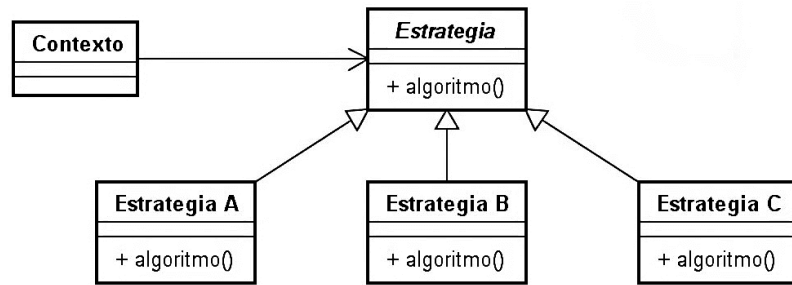 Contexto
Estrategia
+ algoritmo()
Estrategia A
+ algoritmo()
Estrategia B
+ algoritmo()
Estrategia C
+ algoritmo()